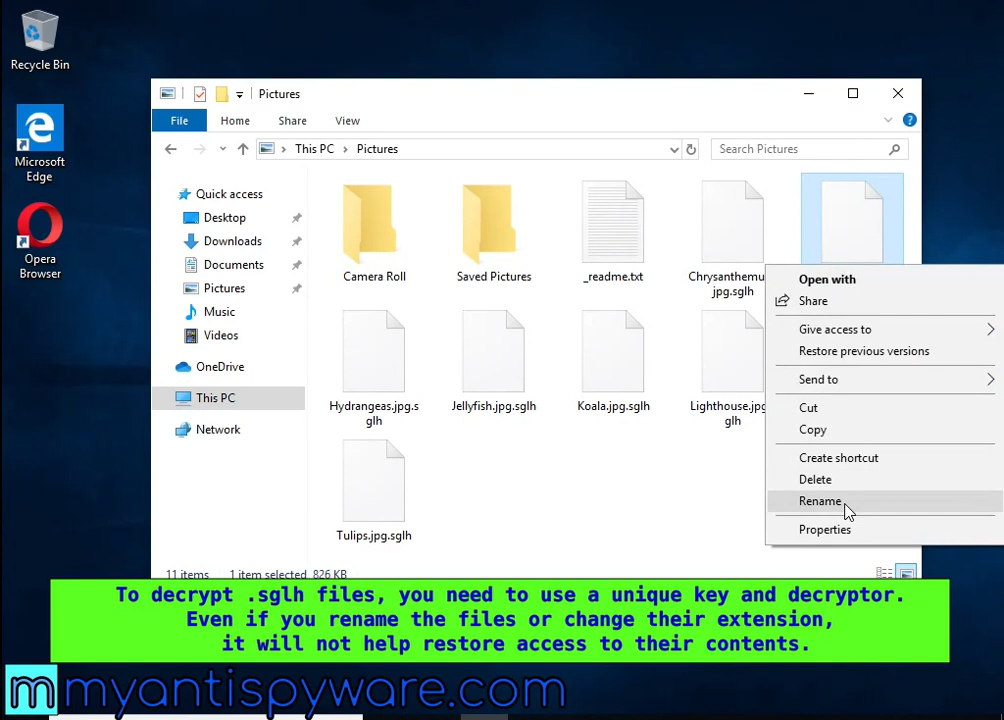 Recycle Bin
Microsoft
Edge
Opera
Browser
Pictures
File
Home
Share
View
This PC
Pictures
Search Pictures
Quick access
Desktop
Downloads
Documents
Pictures
Music
Videos
OneDrive
This PC
Network
Camera Roll
Saved Pictures
_readme.txt
Chrysanthemu
jpg.sglh
Hydrangeas.jpg.s
glh
Jellyfish.jpg.sglh
Koala.jpg.sglh
Lighthouse.jpg
glh
Tulips.jpg.sglh
Open with
Share
Give access to
Restore previous versions
Send to
Cut
Copy
Create shortcut
Delete
Rename
Properties
11 items
1 item selected 826 KB
To decrypt .sglh files, you need to use a unique key and decryptor.
Even if you rename the files or change their extension,
it will not help restore access to their contents.
m myantispyware.com